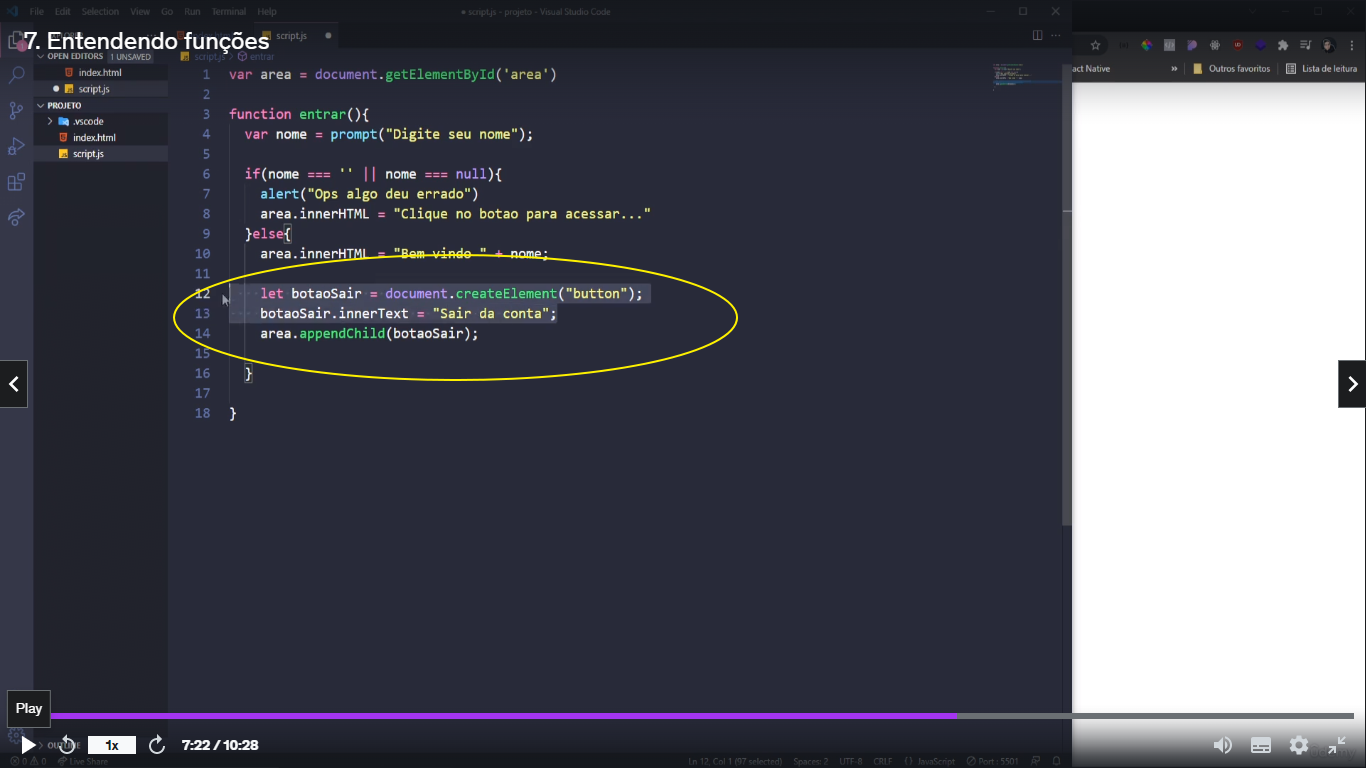 File Edit Selection View Go Run Terminal Help
● script.js - projeto - Visual Studio Code
7. Entendendo funções
script.js
OPEN EDITORS 1 UNSAVED
script.js > entrar
index.html
script.js
PROJETO
.vscode
index.html
script.js
1 var area = document.getElementById('area')
2
3 function entrar(){
4 var nome = prompt("Digite seu nome");
5
6 if(nome === '' || nome === null){
7 alert("Ops algo deu errado")
8 area.innerHTML = "Clique no botao para acessar..."
9 }else{
10 area.innerHTML = "Bem vindo " + nome;
11
12 let botaoSair = document.createElement("button");
13 botaoSair.innerText = "Sair da conta";
14 area.appendChild(botaoSair);
15
16 }
17
18 }
act Native
» Outros favoritos Lista de leitura
Play
OUTLINE
1x
7:22 / 10:28
0 0 Live Share
Ln 12, Col 1 (97 selected) Spaces: 2 UTF-8 CRLF JavaScript Port : 5501